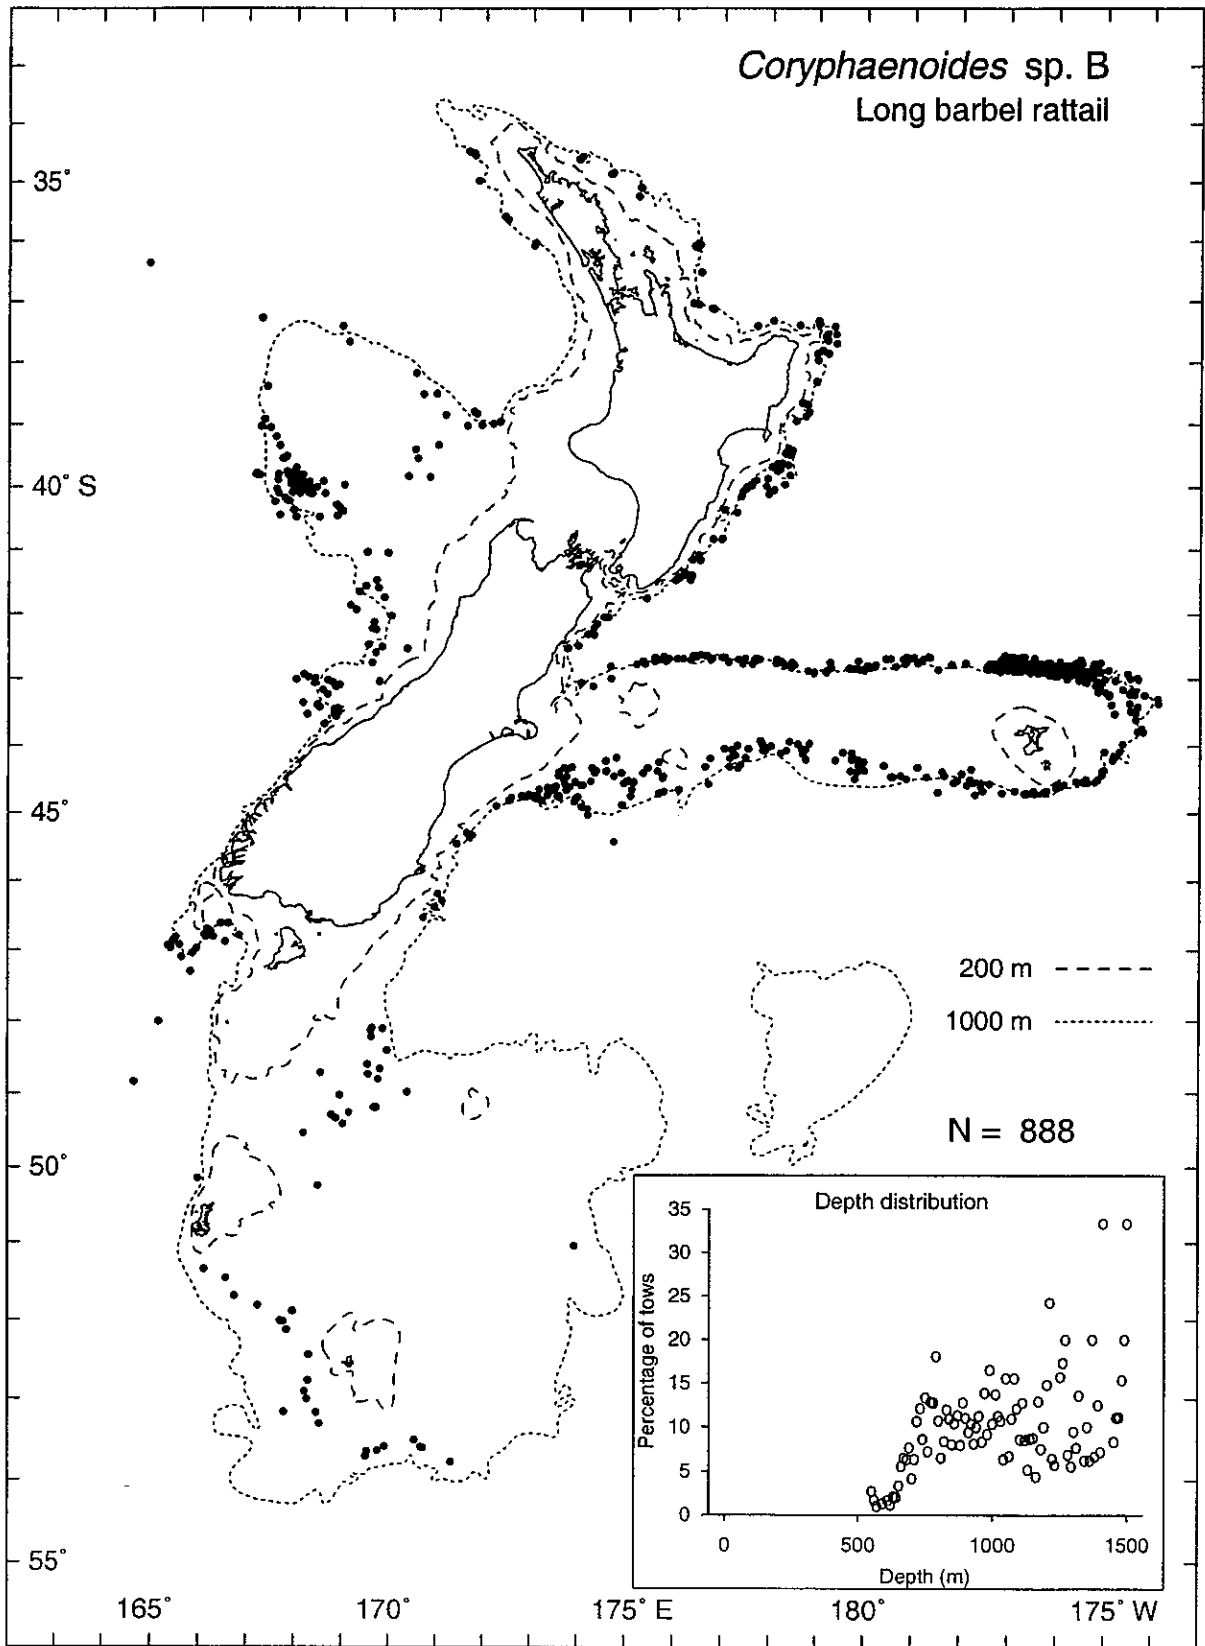 Coryphaenoides sp. B
Long barbel rattail
35°
40° S
45°
200 m
1000 m
N = 888
50°
Depth distribution
35
30
25
20
15
10
5
0
Percentage of tows
0 500 1000 1500
Depth (m)
55°
165° 170° 175° E 180° 175° W